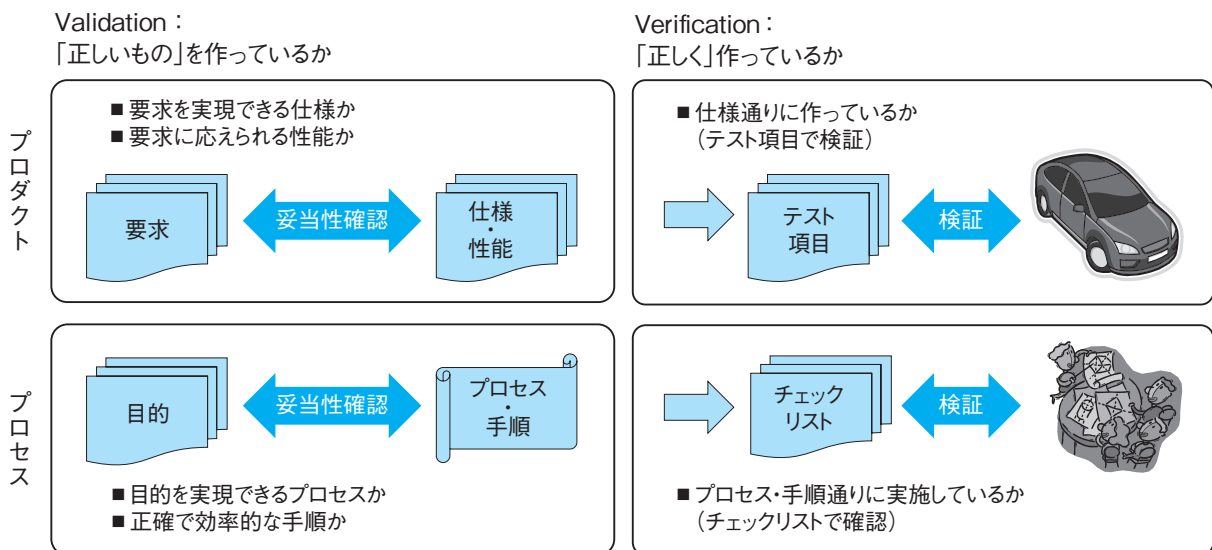 Validation：
「正しいもの」を作っているか
Verification：
「正しく」作っているか
プロダクト
■ 要求を実現できる仕様か
■ 要求に応えられる性能か
要求
妥当性確認
仕様
・
性能
■ 仕様通りに作っているか
（テスト項目で検証）
テスト
項目
検証
プロセス
目的
妥当性確認
プロセス
・
手順
■ 目的を実現できるプロセスか
■ 正確で効率的な手順か
チェック
リスト
検証
■ プロセス・手順通りに実施しているか
（チェックリストで確認）